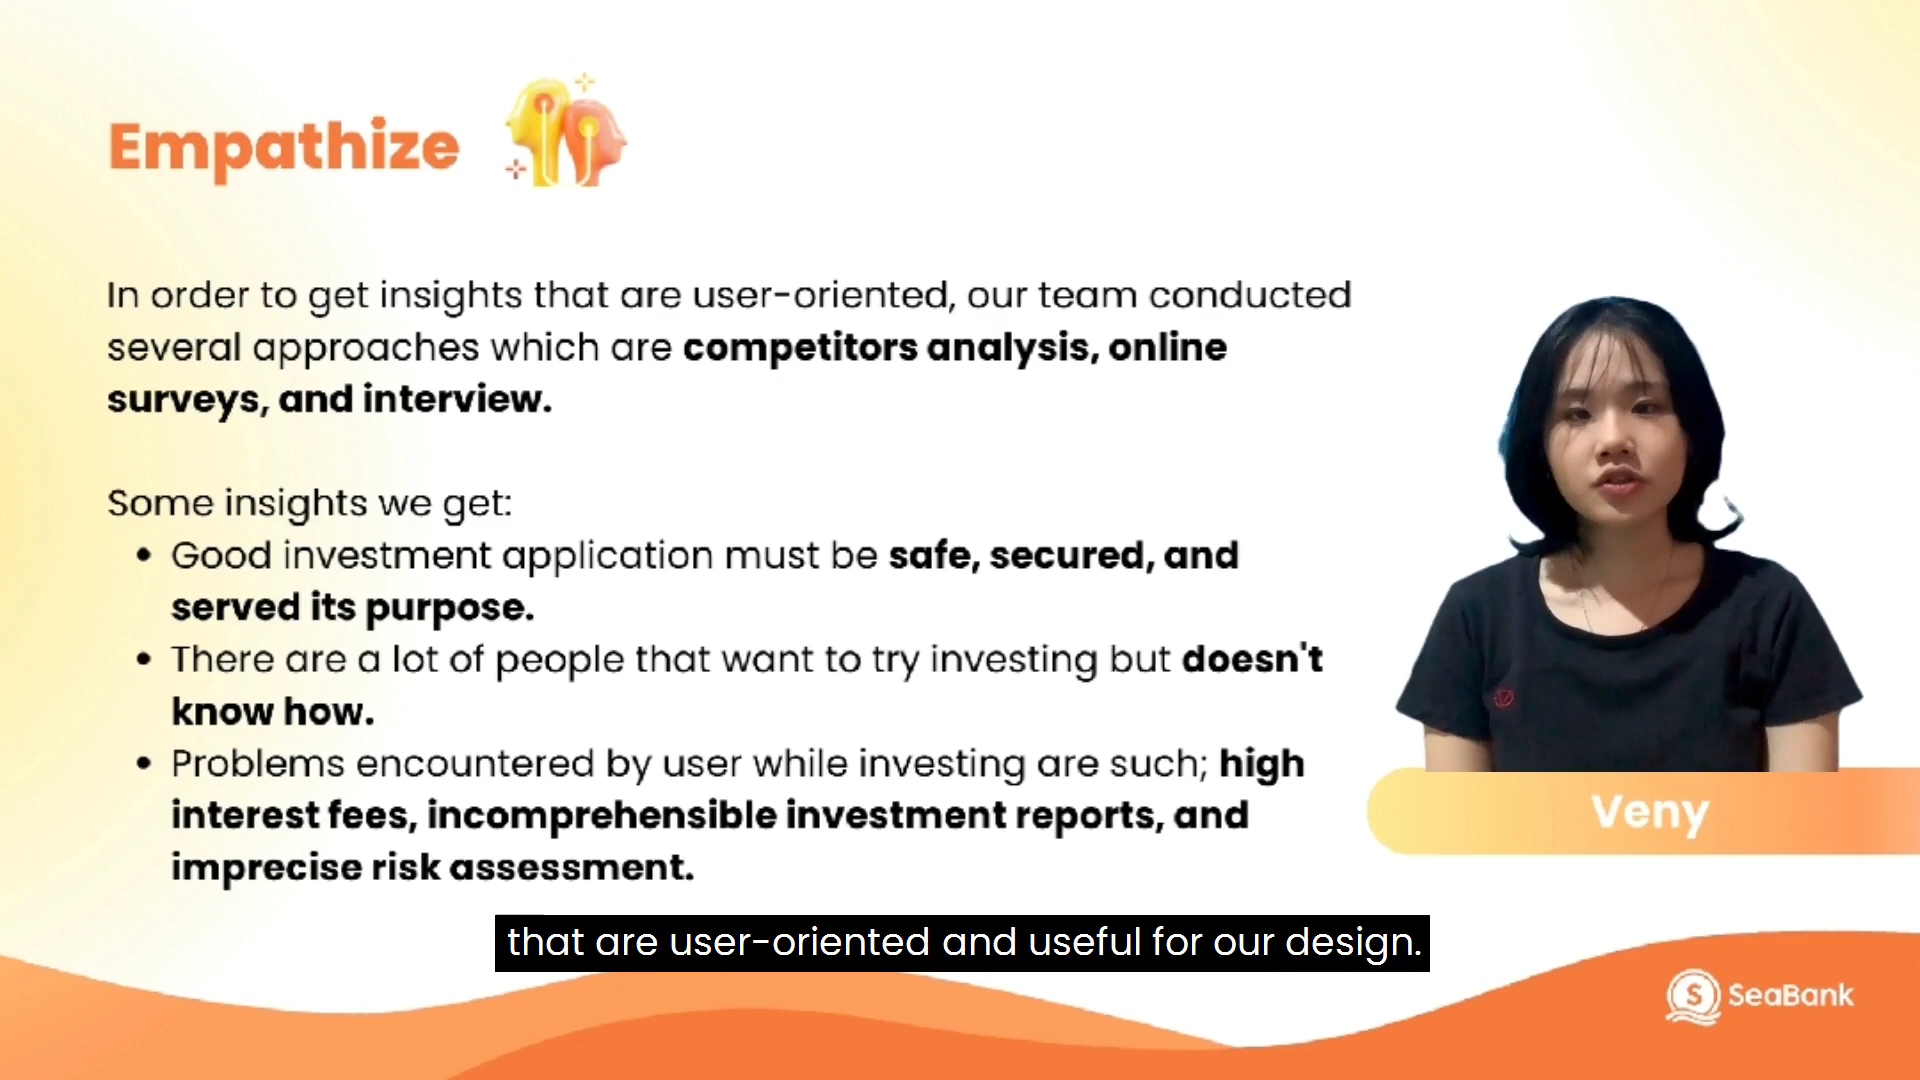 Empathize
In order to get insights that are user-oriented, our team conducted
several approaches which are competitors analysis, online
surveys, and interview.
Some insights we get:
• Good investment application must be safe, secured, and
served its purpose.
• There are a lot of people that want to try investing but doesn't
know how.
• Problems encountered by user while investing are such; high
interest fees, incomprehensible investment reports, and
imprecise risk assessment.
Veny
that are user-oriented and useful for our design.
SeaBank